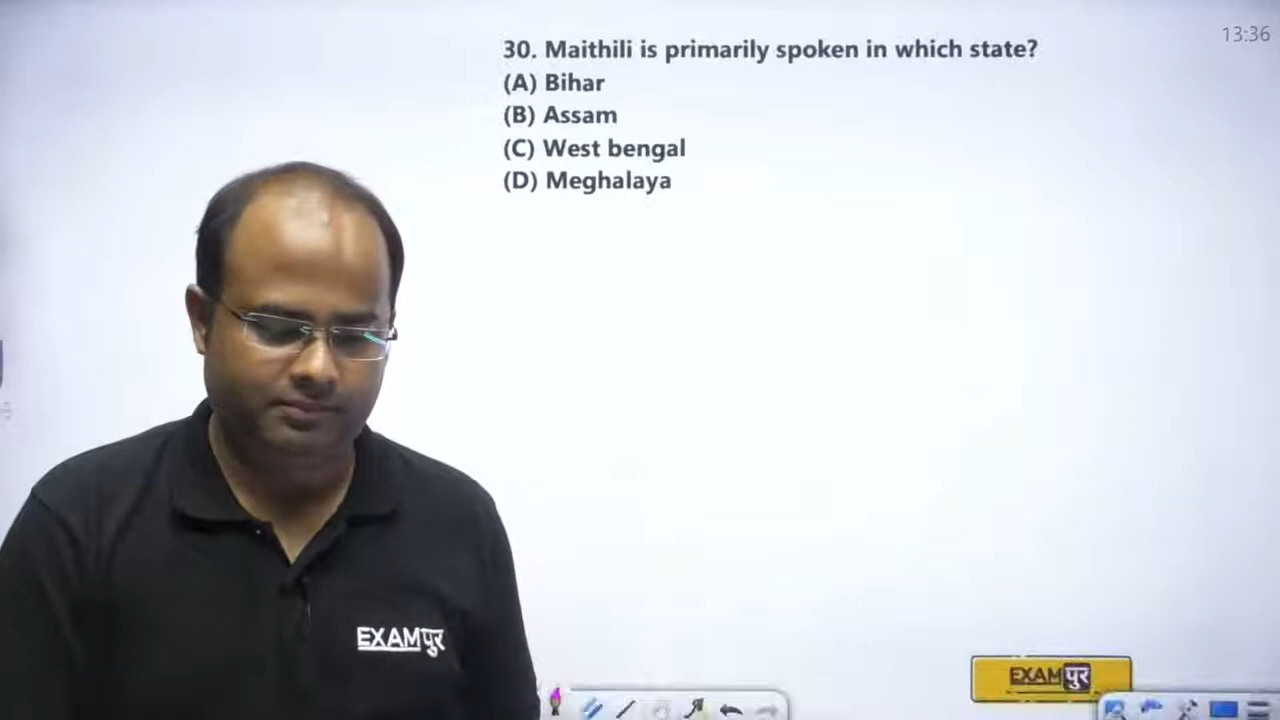 13:36
30. Maithili is primarily spoken in which state?
(A) Bihar
(B) Assam
(C) West bengal
(D) Meghalaya
EXAMपुर
EXAMपुर